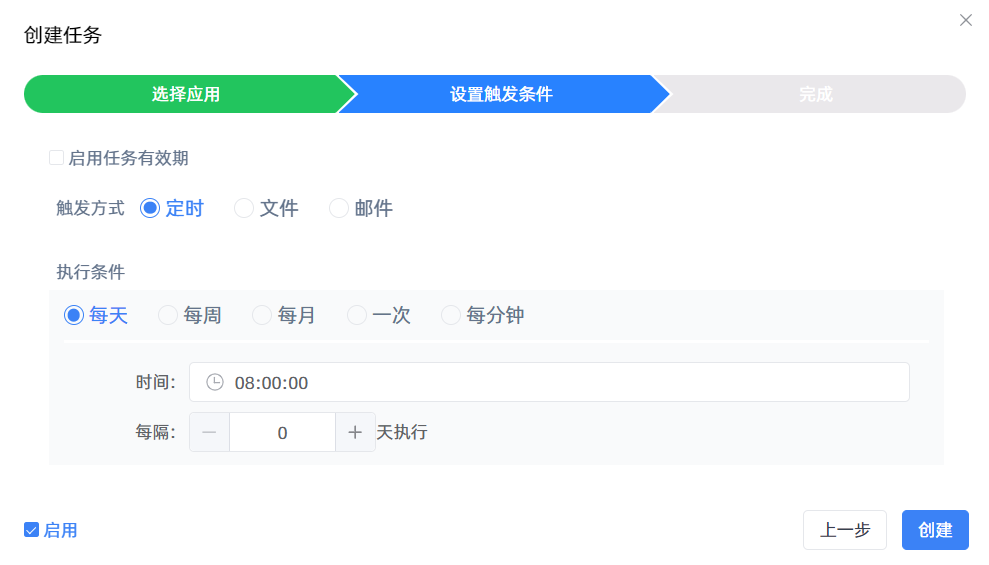 创建任务
选择应用 设置触发条件 完成
启用任务有效期
触发方式 定时 文件 邮件
执行条件
每天 每周 每月 一次 每分钟
时间: 08:00:00
每隔: 0 天执行
启用 上一步 创建